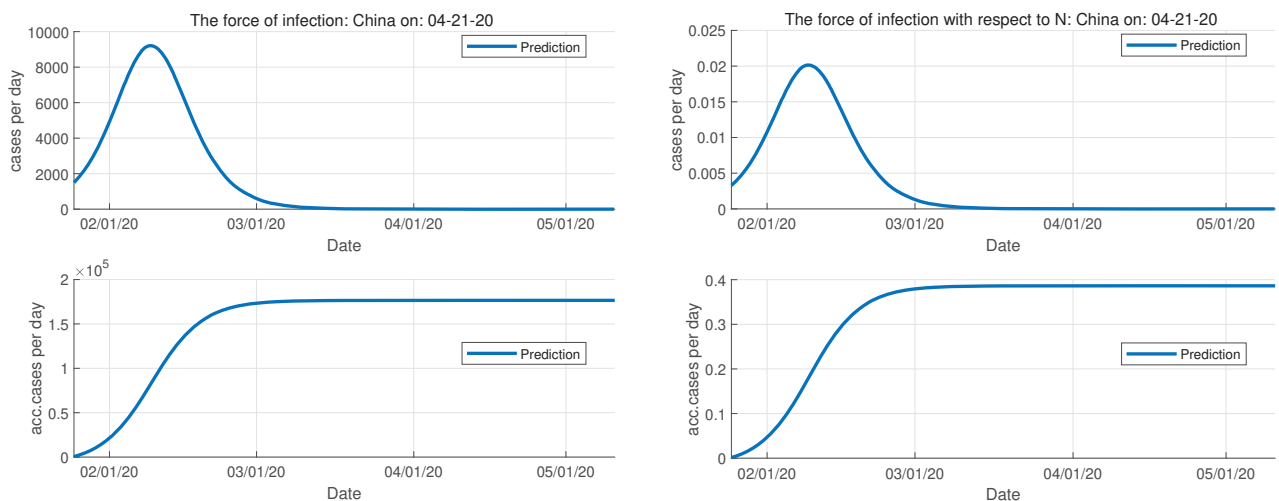 The force of infection: China on: 04-21-20
10000
8000
6000
4000
2000
0
cases per day
Prediction
02/01/20 03/01/20 04/01/20 05/01/20
Date
The force of infection with respect to N: China on: 04-21-20
0.025
0.02
0.015
0.01
0.005
0
cases per day
Prediction
02/01/20 03/01/20 04/01/20 05/01/20
Date
×10⁵
2
1.5
1
0.5
0
acc.cases per day
Prediction
02/01/20 03/01/20 04/01/20 05/01/20
Date
0.4
0.3
0.2
0.1
0
acc.cases per day
Prediction
02/01/20 03/01/20 04/01/20 05/01/20
Date